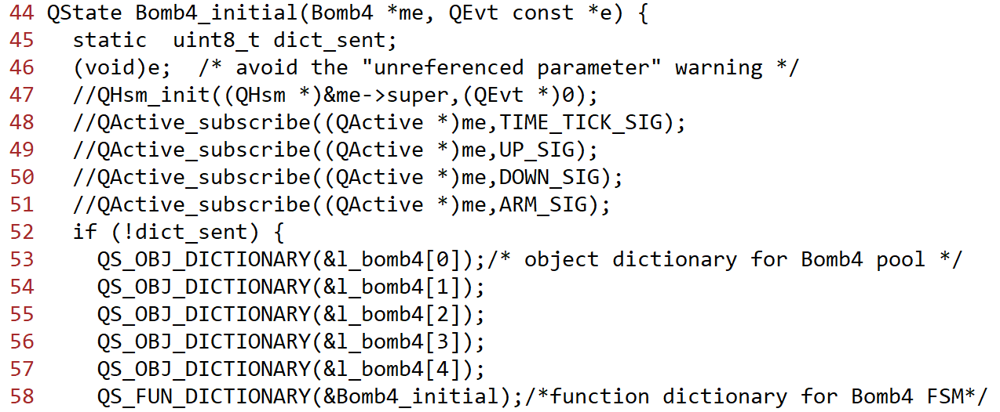 44 QState Bomb4_initial(Bomb4 *me, QEvt const *e) {
45   static  uint8_t dict_sent;
46   (void)e;  /* avoid the "unreferenced parameter" warning */
47   //QHsm_init((QHsm *)&me->super,(QEvt *)0);
48   //QActive_subscribe((QActive *)me,TIME_TICK_SIG);
49   //QActive_subscribe((QActive *)me,UP_SIG);
50   //QActive_subscribe((QActive *)me,DOWN_SIG);
51   //QActive_subscribe((QActive *)me,ARM_SIG);
52   if (!dict_sent) {
53     QS_OBJ_DICTIONARY(&l_bomb4[0]);/* object dictionary for Bomb4 pool */
54     QS_OBJ_DICTIONARY(&l_bomb4[1]);
55     QS_OBJ_DICTIONARY(&l_bomb4[2]);
56     QS_OBJ_DICTIONARY(&l_bomb4[3]);
57     QS_OBJ_DICTIONARY(&l_bomb4[4]);
58     QS_FUN_DICTIONARY(&Bomb4_initial);/*function dictionary for Bomb4 FSM*/